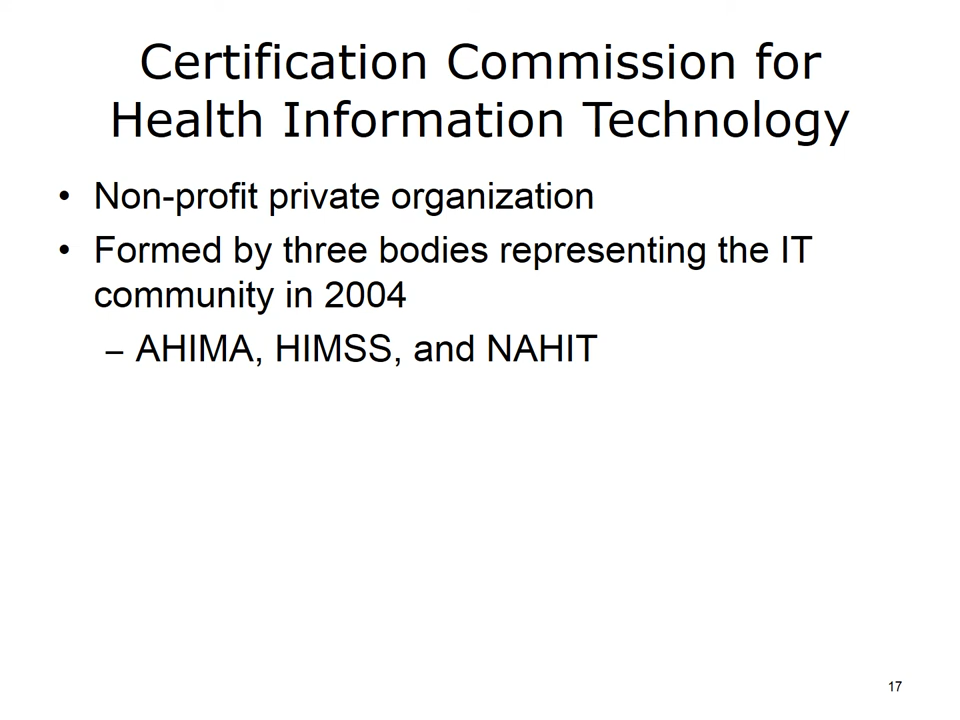 Certification Commission for
Health Information Technology
• Non-profit private organization
• Formed by three bodies representing the IT
community in 2004
– AHIMA, HIMSS, and NAHIT
17